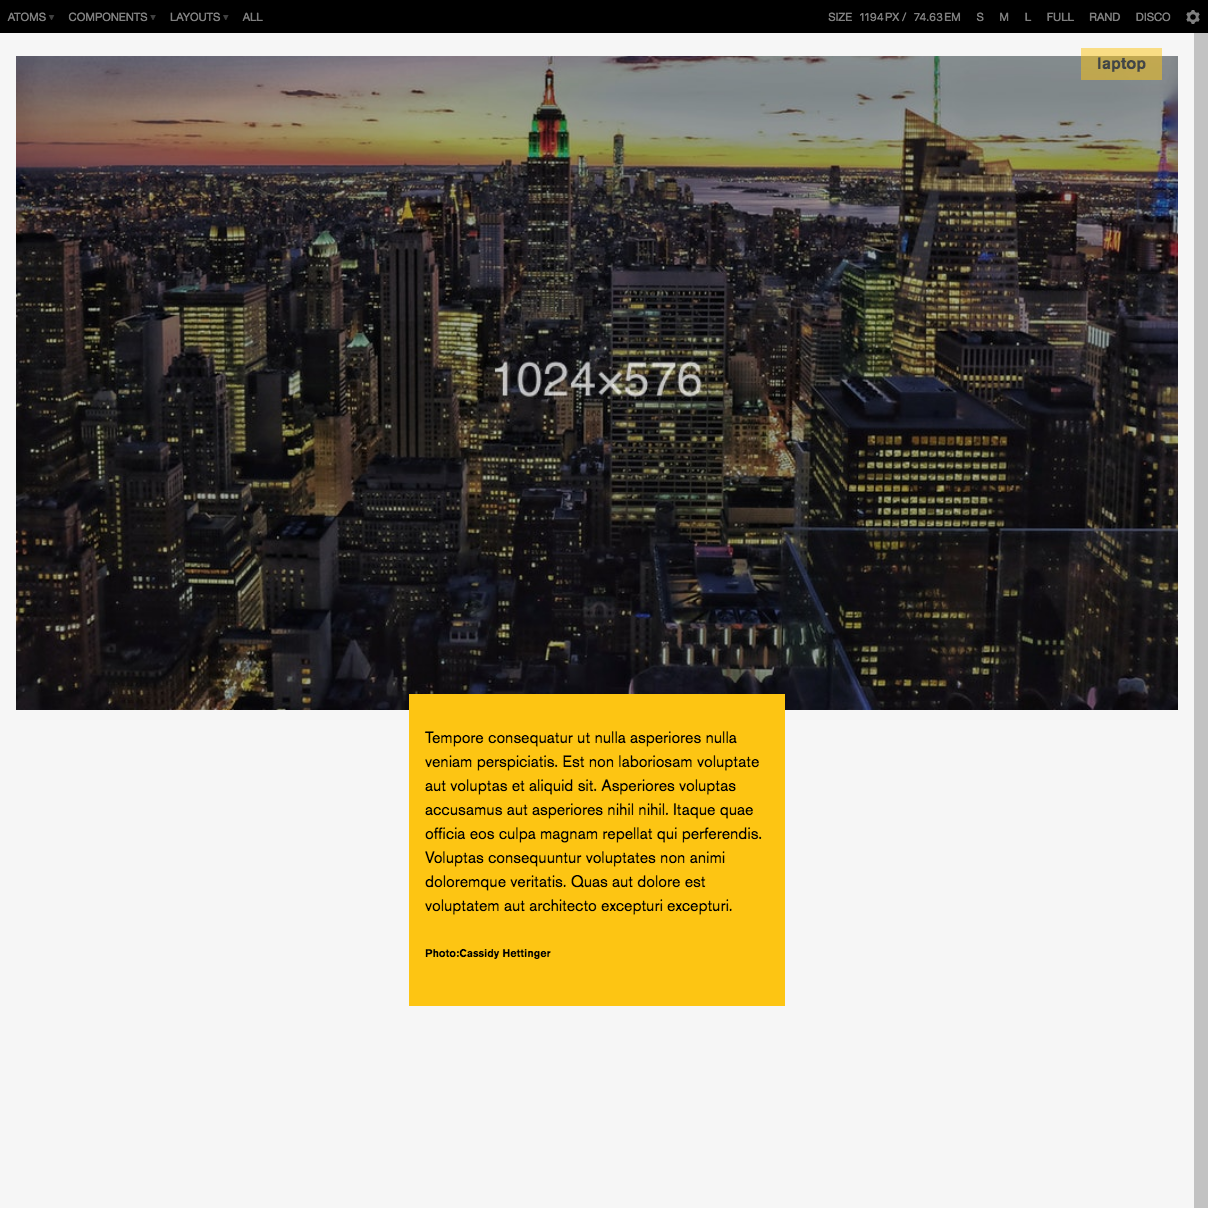 ATOMS ▾ COMPONENTS ▾ LAYOUTS ▾ ALL SIZE 1194PX / 74.63EM S M L FULL RAND DISCO
laptop
1024×576
Tempore consequatur ut nulla asperiores nulla
veniam perspiciatis. Est non laboriosam voluptate
aut voluptas et aliquid sit. Asperiores voluptas
accusamus aut asperiores nihil nihil. Itaque quae
officia eos culpa magnam repellat qui perferendis.
Voluptas consequuntur voluptates non animi
doloremque veritatis. Quas aut dolore est
voluptatem aut architecto excepturi excepturi.
Photo:Cassidy Hettinger